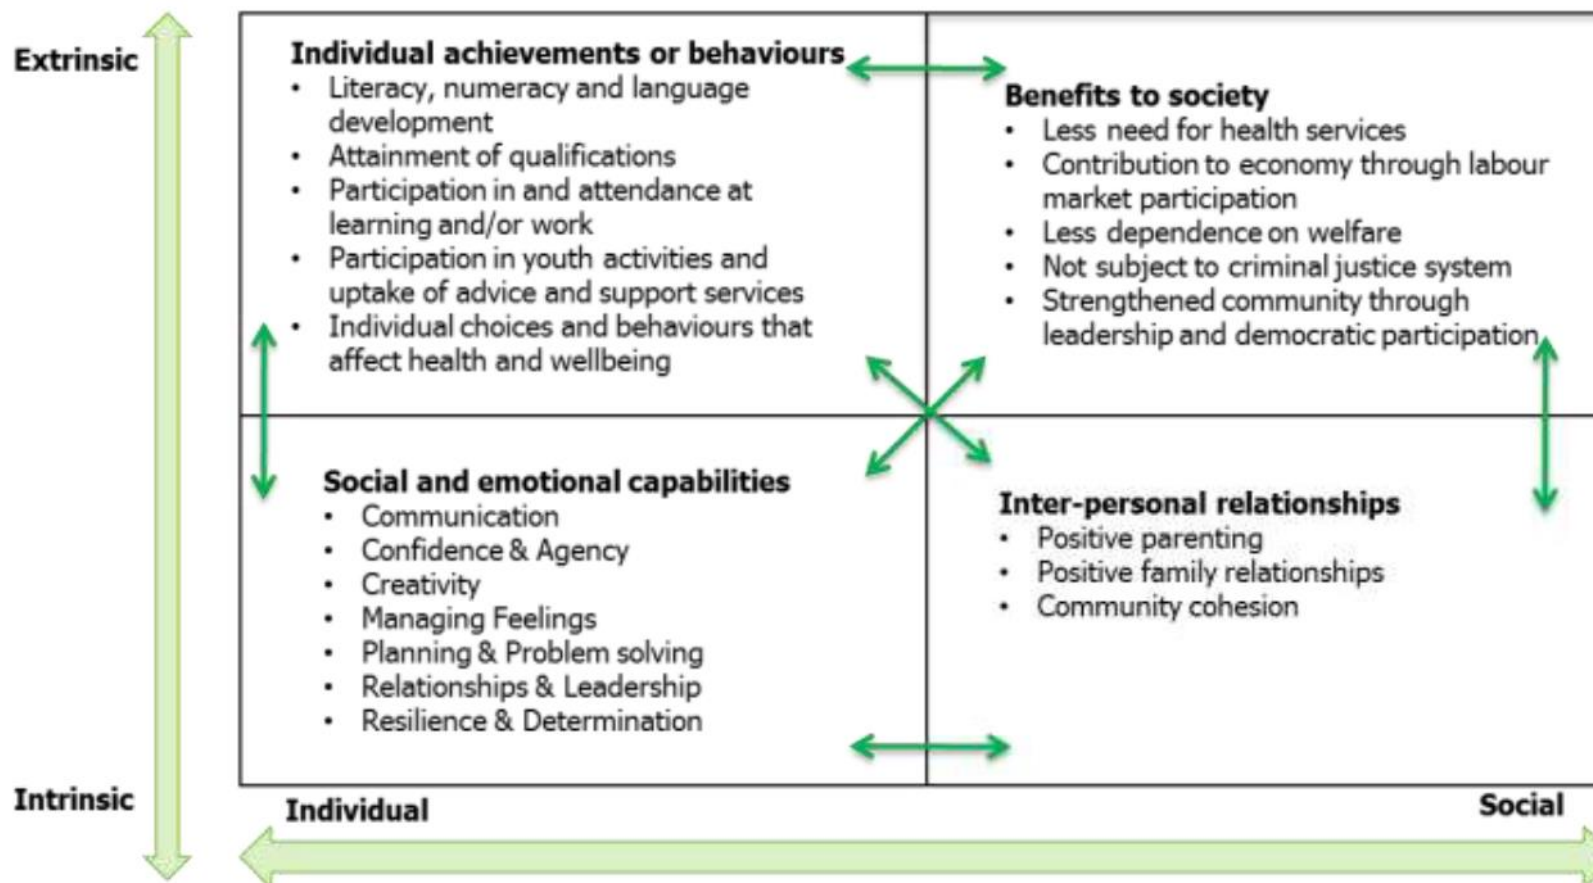 Extrinsic
Individual achievements or behaviours
• Literacy, numeracy and language
development
• Attainment of qualifications
• Participation in and attendance at
learning and/or work
• Participation in youth activities and
uptake of advice and support services
• Individual choices and behaviours that
affect health and wellbeing
Benefits to society
• Less need for health services
• Contribution to economy through labour
market participation
• Less dependence on welfare
• Not subject to criminal justice system
• Strengthened community through
leadership and democratic participation
Social and emotional capabilities
• Communication
• Confidence & Agency
• Creativity
• Managing Feelings
• Planning & Problem solving
• Relationships & Leadership
• Resilience & Determination
Inter-personal relationships
• Positive parenting
• Positive family relationships
• Community cohesion
Intrinsic
Individual
Social